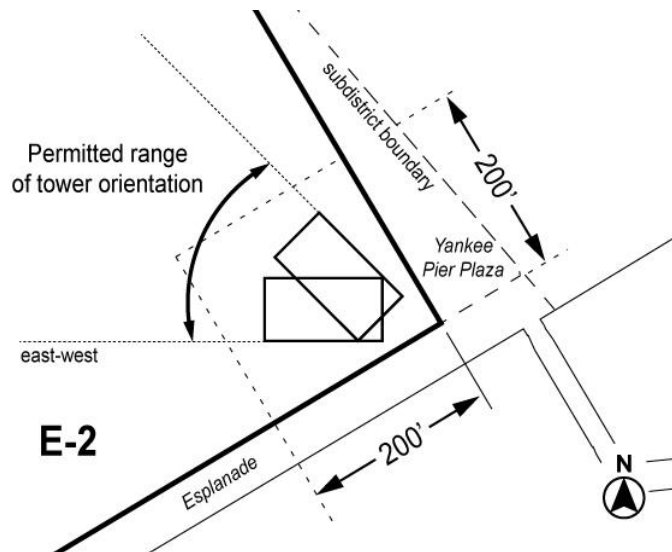 subdistrict boundary
Permitted range
of tower orientation
200’
Yankee
Pier Plaza
east-west
E-2
200’
Esplanade
N